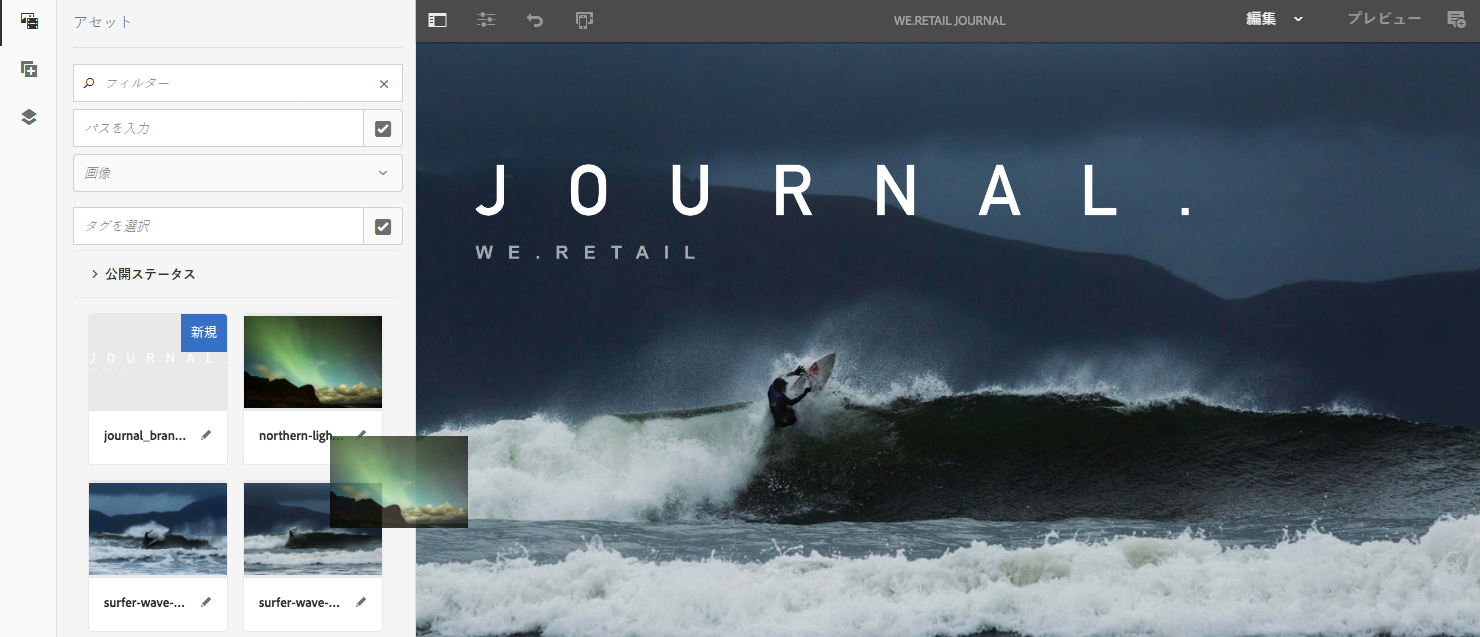 アセット
フィルター
パスを入力
画像
タグを選択
公開ステータス
新規
JOURNAL
journal_bran...
northern-ligh...
surfer-wave-...
surfer-wave-...
WE.RETAIL JOURNAL
編集
プレビュー
JOURNAL.
WE.RETAIL